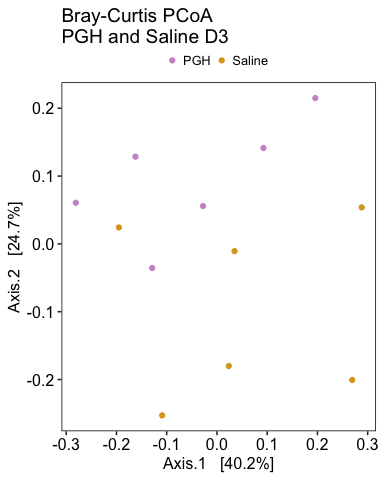 Bray-Curtis PCoA
PGH and Saline D3
PGH Saline
0.2
0.1
0.0
-0.1
-0.2
Axis.2 [24.7%]
-0.3 -0.2 -0.1 0.0 0.1 0.2 0.3
Axis.1 [40.2%]